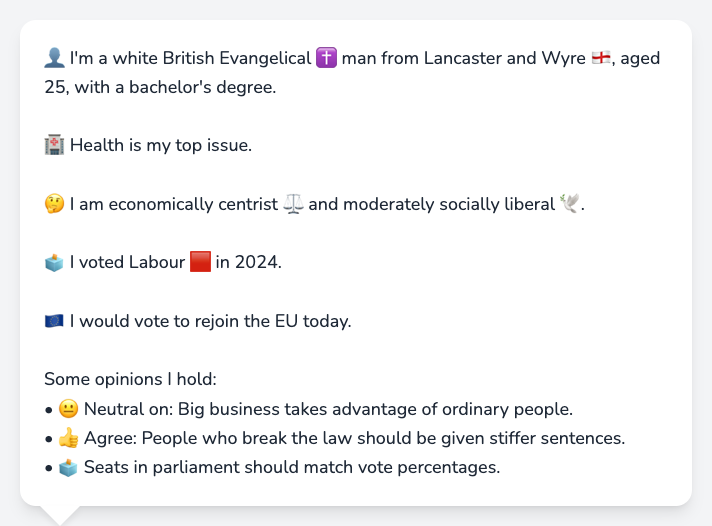 👤 I'm a white British Evangelical ✝️ man from Lancaster and Wyre 🏴󠁧󠁢󠁥󠁮󠁧󠁿, aged
25, with a bachelor's degree.
🏥 Health is my top issue.
🤔 I am economically centrist ⚖️ and moderately socially liberal 🕊️.
🗳️ I voted Labour 🟥 in 2024.
🇪🇺 I would vote to rejoin the EU today.
Some opinions I hold:
• 😐 Neutral on: Big business takes advantage of ordinary people.
• 👍 Agree: People who break the law should be given stiffer sentences.
• 🗳️ Seats in parliament should match vote percentages.